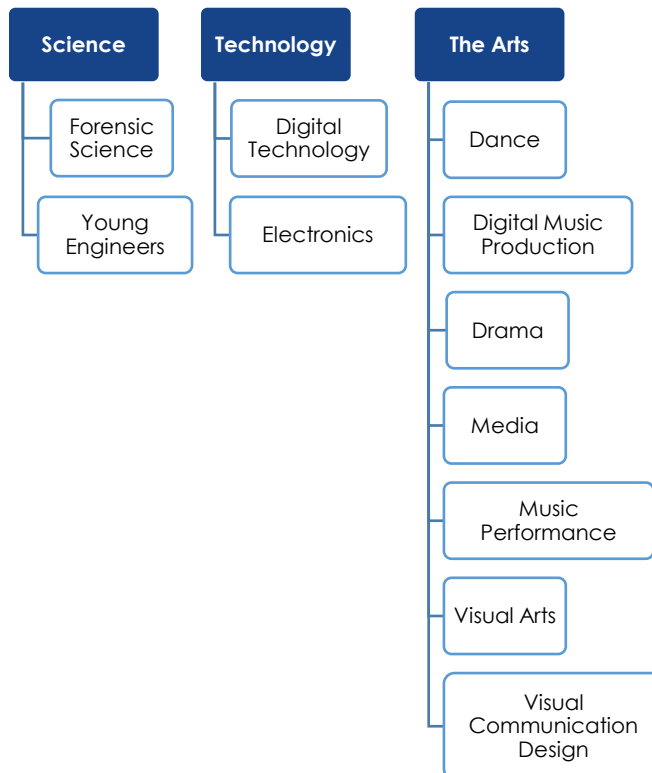 Science
Forensic
Science
Young
Engineers
Technology
Digital
Technology
Electronics
The Arts
Dance
Digital Music
Production
Drama
Media
Music
Performance
Visual Arts
Visual
Communication
Design